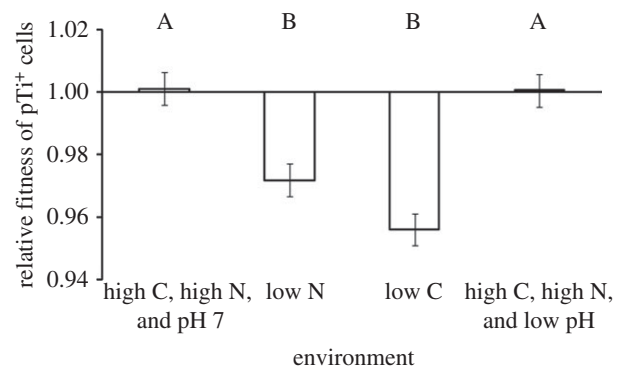 A B B A
1.02
1.00
0.98
0.96
0.94
relative fitness of pTi+ cells
high C, high N, low N low C high C, high N,
and pH 7 and low pH
environment